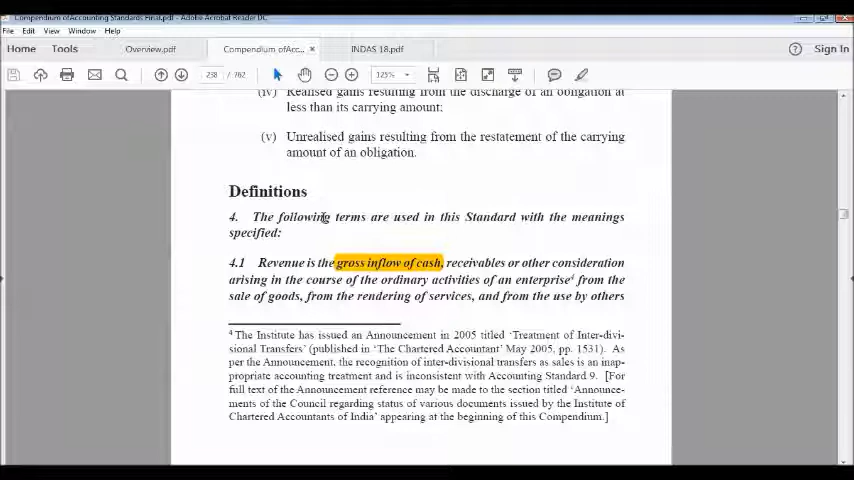 Compendium ofAccounting Standards Final.pdf - Adobe Acrobat Reader DC
File Edit View Window Help
Home Tools Overview.pdf Compendium ofAcc... × INDAS 18.pdf ? Sign In
238 / 762 125%
(iv) Realised gains resulting from the discharge of an obligation at
less than its carrying amount;
(v) Unrealised gains resulting from the restatement of the carrying
amount of an obligation.
Definitions
4. The following terms are used in this Standard with the meanings
specified:
4.1 Revenue is the gross inflow of cash, receivables or other consideration
arising in the course of the ordinary activities of an enterprise4 from the
sale of goods, from the rendering of services, and from the use by others
4 The Institute has issued an Announcement in 2005 titled ‘Treatment of Inter-divi-
sional Transfers’ (published in ‘The Chartered Accountant’ May 2005, pp. 1531). As
per the Announcement, the recognition of inter-divisional transfers as sales is an inap-
propriate accounting treatment and is inconsistent with Accounting Standard 9. [For
full text of the Announcement reference may be made to the section titled ‘Announce-
ments of the Council regarding status of various documents issued by the Institute of
Chartered Accountants of India’ appearing at the beginning of this Compendium.]